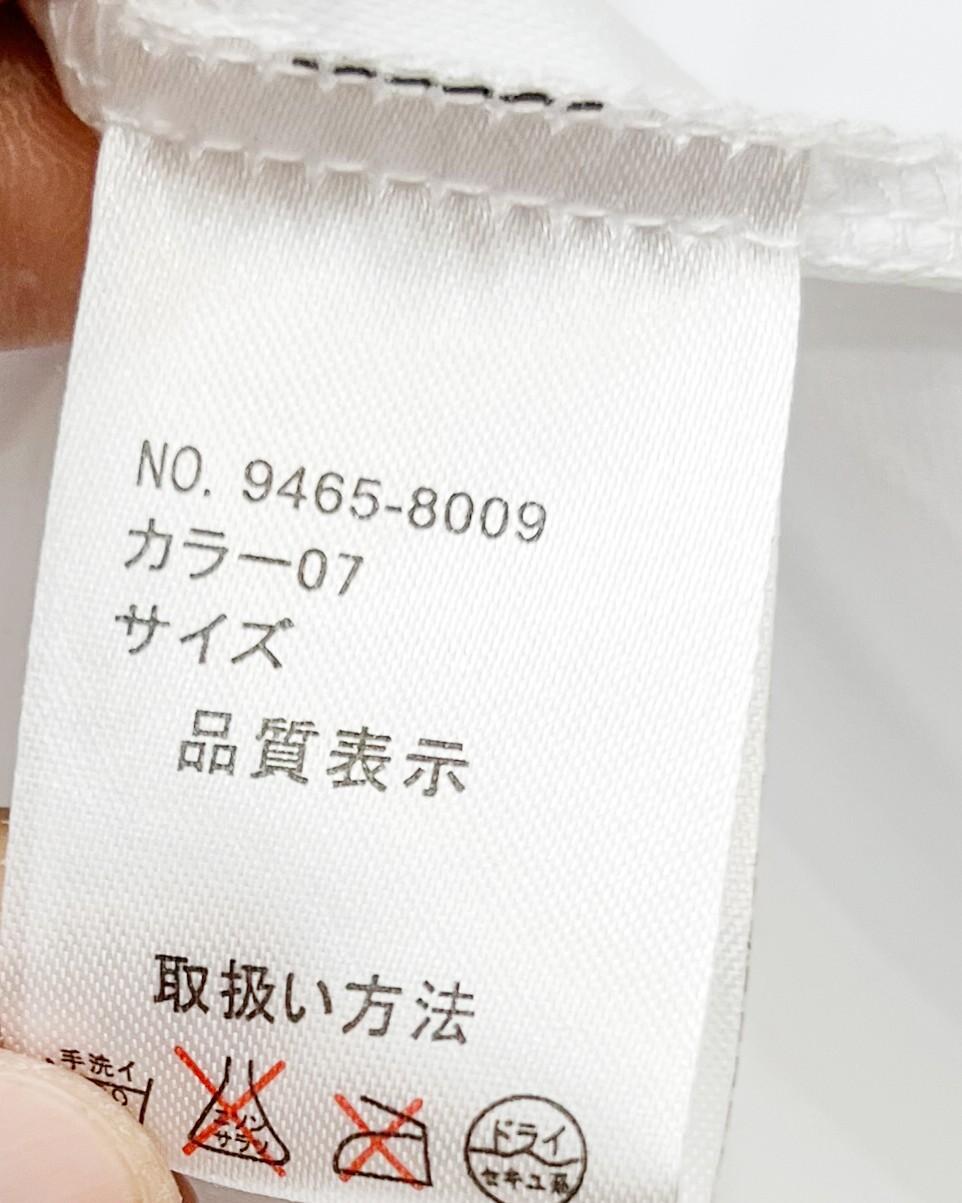 NO. 9465-8009
カラー07
サイズ
品質表示
取扱い方法
手洗イ
エンソ
サラシ
ドライ
セキユ系